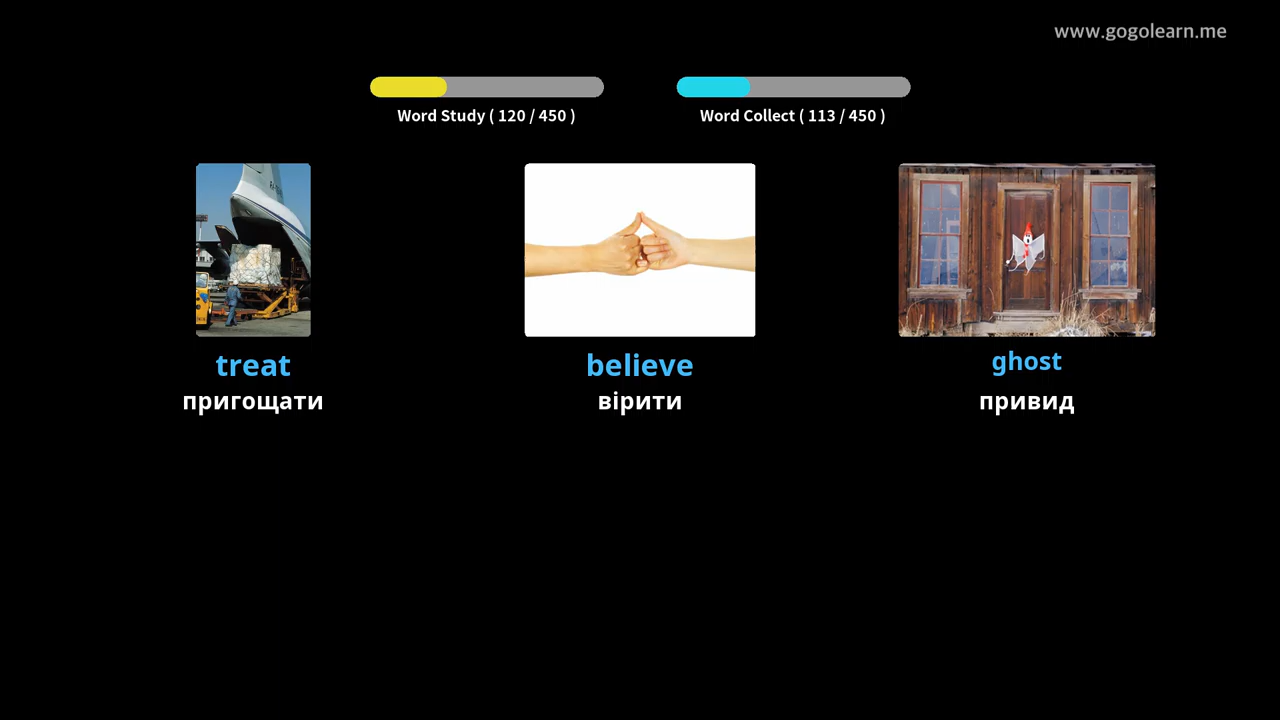 www.gogolearn.me
Word Study ( 120 / 450 )
Word Collect ( 113 / 450 )
treat
пригощати
believe
вірити
ghost
привид